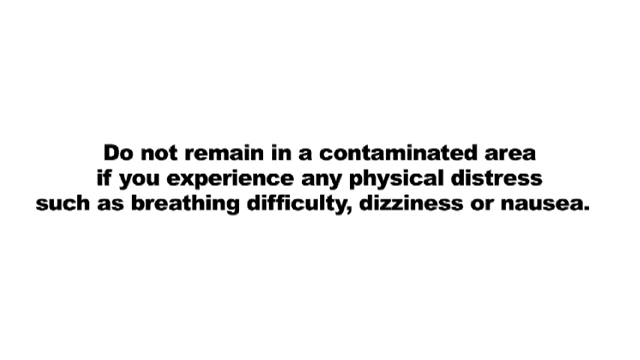 Do not remain in a contaminated area
if you experience any physical distress
such as breathing difficulty, dizziness or nausea.